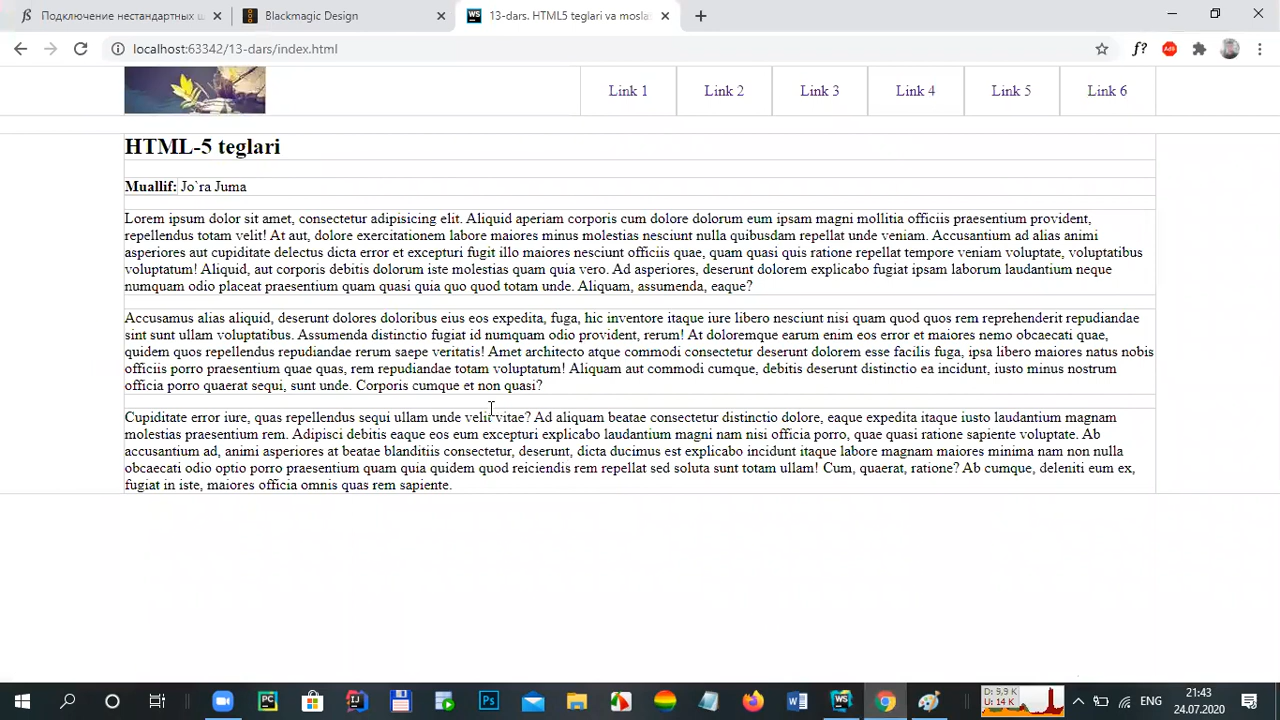 Подключение нестандартных ш
Blackmagic Design
13-dars. HTML5 teglari va mosla
localhost:63342/13-dars/index.html
Link 1
Link 2
Link 3
Link 4
Link 5
Link 6
HTML-5 teglari
Muallif: Jo`ra Juma
Lorem ipsum dolor sit amet, consectetur adipisicing elit. Aliquid aperiam corporis cum dolore dolorum eum ipsam magni mollitia officiis praesentium provident,
repellendus totam velit! At aut, dolore exercitationem labore maiores minus molestias nesciunt nulla quibusdam repellat unde veniam. Accusantium ad alias animi
asperiores aut cupiditate delectus dicta error et excepturi fugit illo maiores nesciunt officiis quae, quam quasi quis ratione repellat tempore veniam voluptate, voluptatibus
voluptatum! Aliquid, aut corporis debitis dolorum iste molestias quam quia vero. Ad asperiores, deserunt dolorem explicabo fugiat ipsam laborum laudantium neque
numquam odio placeat praesentium quam quasi quia quo quod totam unde. Aliquam, assumenda, eaque?
Accusamus alias aliquid, deserunt dolores doloribus eius eos expedita, fuga, hic inventore itaque iure libero nesciunt nisi quam quod quos rem reprehenderit repudiandae
sint sunt ullam voluptatibus. Assumenda distinctio fugiat id numquam odio provident, rerum! At doloremque earum enim eos error et maiores nemo obcaecati quae,
quidem quos repellendus repudiandae rerum saepe veritatis! Amet architecto atque commodi consectetur deserunt dolorem esse facilis fuga, ipsa libero maiores natus nobis
officiis porro praesentium quae quas, rem repudiandae totam voluptatum! Aliquam aut commodi cumque, debitis deserunt distinctio ea incidunt, iusto minus nostrum
officia porro quaerat sequi, sunt unde. Corporis cumque et non quasi?
Cupiditate error iure, quas repellendus sequi ullam unde velit vitae? Ad aliquam beatae consectetur distinctio dolore, eaque expedita itaque iusto laudantium magnam
molestias praesentium rem. Adipisci debitis eaque eos eum excepturi explicabo laudantium magni nam nisi officia porro, quae quasi ratione sapiente voluptate. Ab
accusantium ad, animi asperiores at beatae blanditiis consectetur, deserunt, dicta ducimus est explicabo incidunt itaque labore magnam maiores minima nam non nulla
obcaecati odio optio porro praesentium quam quia quidem quod reiciendis rem repellat sed soluta sunt totam ullam! Cum, quaerat, ratione? Ab cumque, deleniti eum ex,
fugiat in iste, maiores officia omnis quas rem sapiente.
D: 9,9 K
U: 14 K
ENG
21:43
24.07.2020